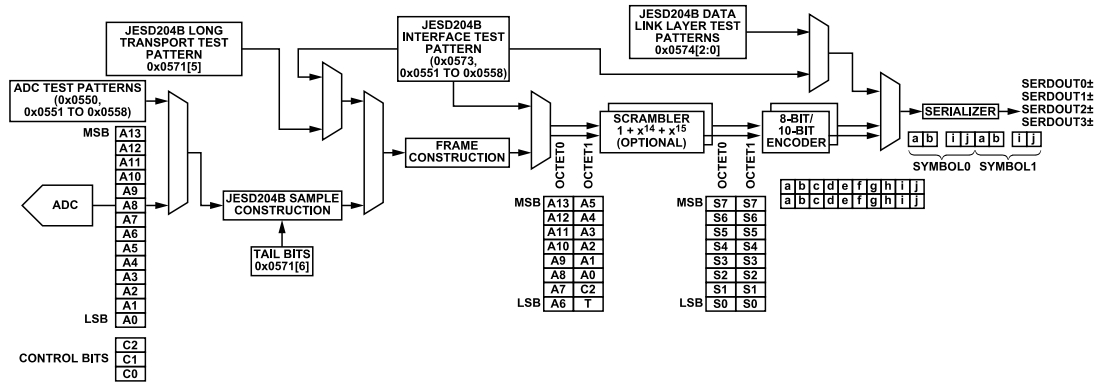 JESD204B LONG
TRANSPORT TEST
PATTERN
0x0571[5]
JESD204B
INTERFACE TEST
PATTERN
(0x0573,
0x0551 TO 0x0558)
JESD204B DATA
LINK LAYER TEST
PATTERNS
0x0574[2:0]
ADC TEST PATTERNS
(0x0550,
0x0551 TO 0x0558)
MSB A13
A12
A11
A10
A9
A8
A7
A6
A5
A4
A3
A2
A1
LSB A0
CONTROL BITS
C2
C1
C0
ADC
JESD204B SAMPLE
CONSTRUCTION
TAIL BITS
0x0571[6]
FRAME
CONSTRUCTION
SCRAMBLER
1 + x14 + x15
(OPTIONAL)
8-BIT/
10-BIT
ENCODER
SERIALIZER
SERDOUT0±
SERDOUT1±
SERDOUT2±
SERDOUT3±
a b i j a b i j
SYMBOL0 SYMBOL1
a b c d e f g h i j
a b c d e f g h i j
OCTET0 OCTET1
MSB A13 A5
A12 A4
A11 A3
A10 A2
A9 A1
A8 A0
A7 C2
LSB A6 T
OCTET0 OCTET1
MSB S7 S7
S6 S6
S5 S5
S4 S4
S3 S3
S2 S2
S1 S1
LSB S0 S0